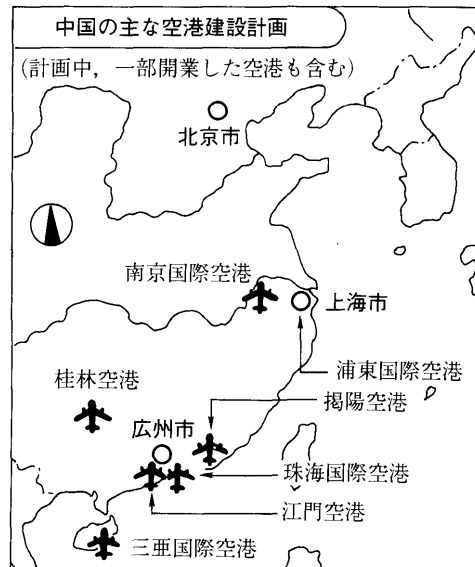 中国の主な空港建設計画
(計画中，一部開業した空港も含む)
北京市
南京国際空港
上海市
浦東国際空港
桂林空港
掲陽空港
広州市
珠海国際空港
江門空港
三亜国際空港